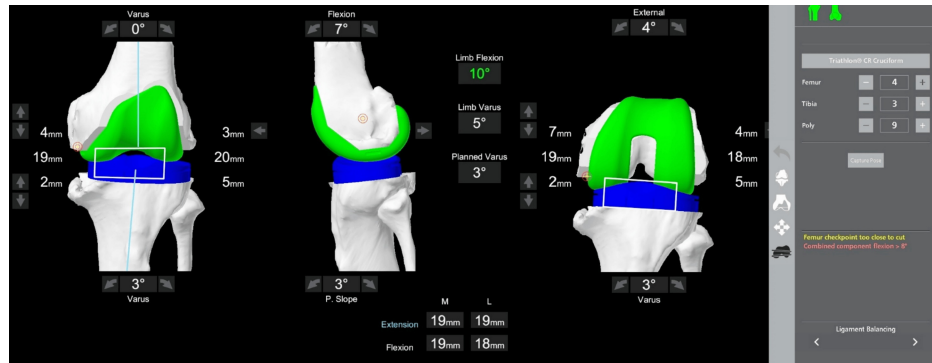 Varus
0°
Flexion
7°
External
4°
Limb Flexion
10°
Limb Varus
5°
Planned Varus
3°
4mm
19mm
2mm
3mm
20mm
5mm
7mm
19mm
2mm
4mm
18mm
5mm
3°
Varus
3°
P. Slope
3°
Varus
M L
Extension 19mm 19mm
Flexion 19mm 18mm
Triathlon® CR Cruciform
Femur − 4 +
Tibia − 3 +
Poly − 9 +
Capture Pose
Femur checkpoint too close to cut
Combined component flexion > 8°
Ligament Balancing
< >